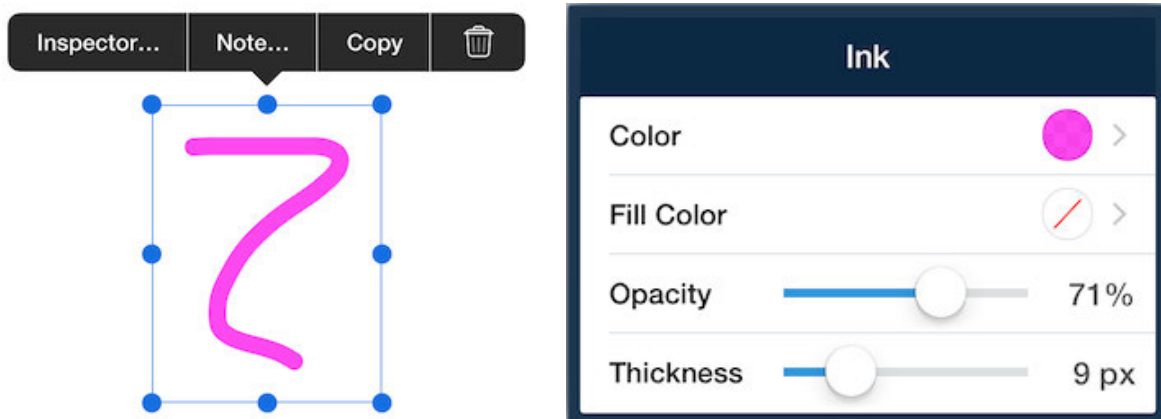 Inspector...
Note...
Copy
Ink
Color
Fill Color
Opacity
71%
Thickness
9 px